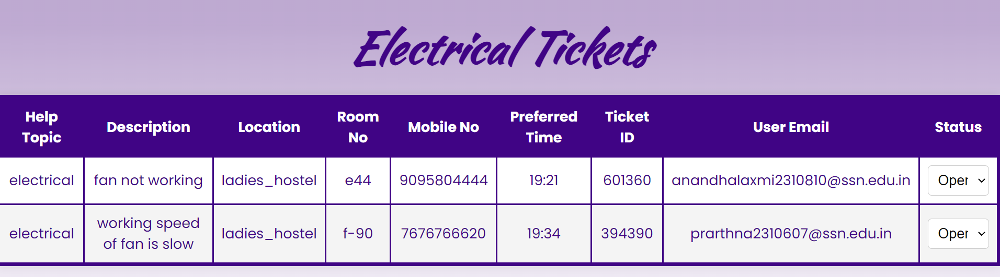 Electrical Tickets
Help Topic Description Location Room No Mobile No Preferred Time Ticket ID User Email Status
electrical fan not working ladies_hostel e44 9095804444 19:21 601360 anandhalaxmi2310810@ssn.edu.in Oper
electrical working speed of fan is slow ladies_hostel f-90 7676766620 19:34 394390 prarthna2310607@ssn.edu.in Oper